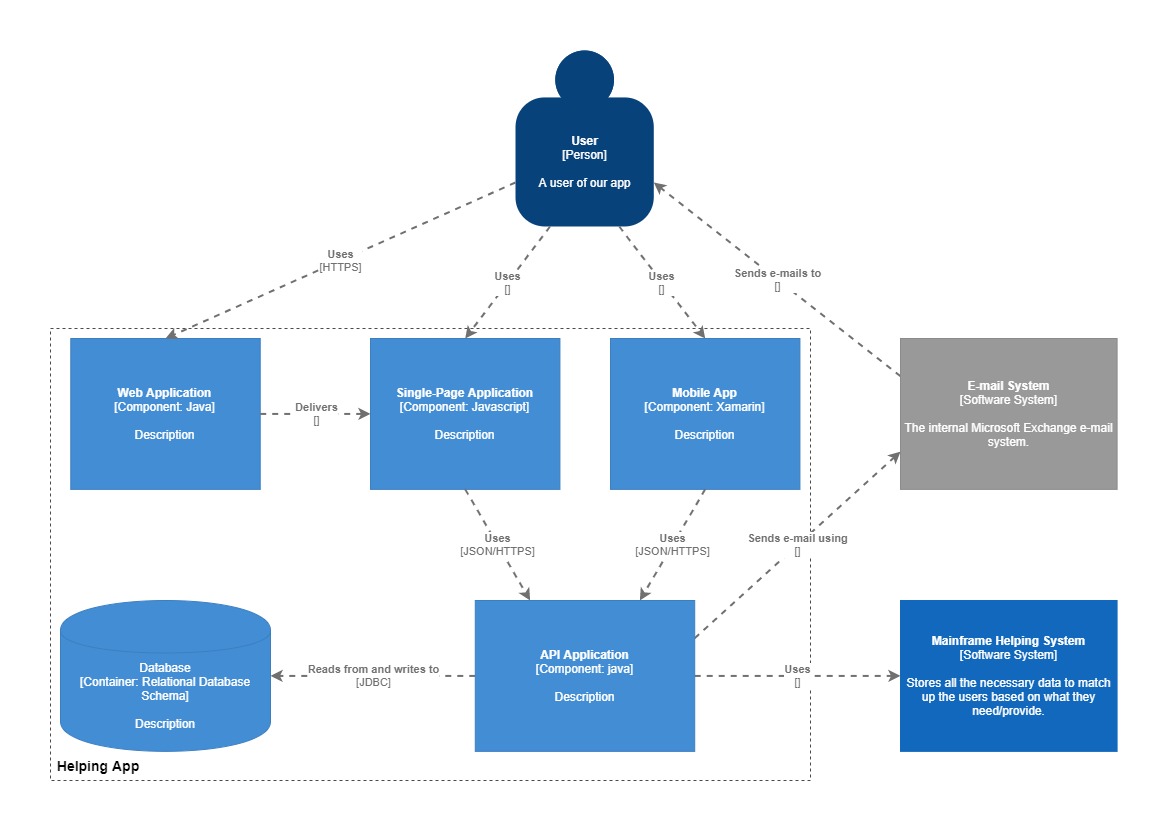 User
[Person]
A user of our app
Uses
[HTTPS]
Uses
[]
Uses
[]
Sends e-mails to
[]
Web Application
[Component: Java]
Description
Delivers
[]
Single-Page Application
[Component: Javascript]
Description
Mobile App
[Component: Xamarin]
Description
E-mail System
[Software System]
The internal Microsoft Exchange e-mail
system.
Uses
[JSON/HTTPS]
Uses
[JSON/HTTPS]
Sends e-mail using
[]
Database
[Container: Relational Database
Schema]
Description
Reads from and writes to
[JDBC]
API Application
[Component: java]
Description
Uses
[]
Mainframe Helping System
[Software System]
Stores all the necessary data to match
up the users based on what they
need/provide.
Helping App